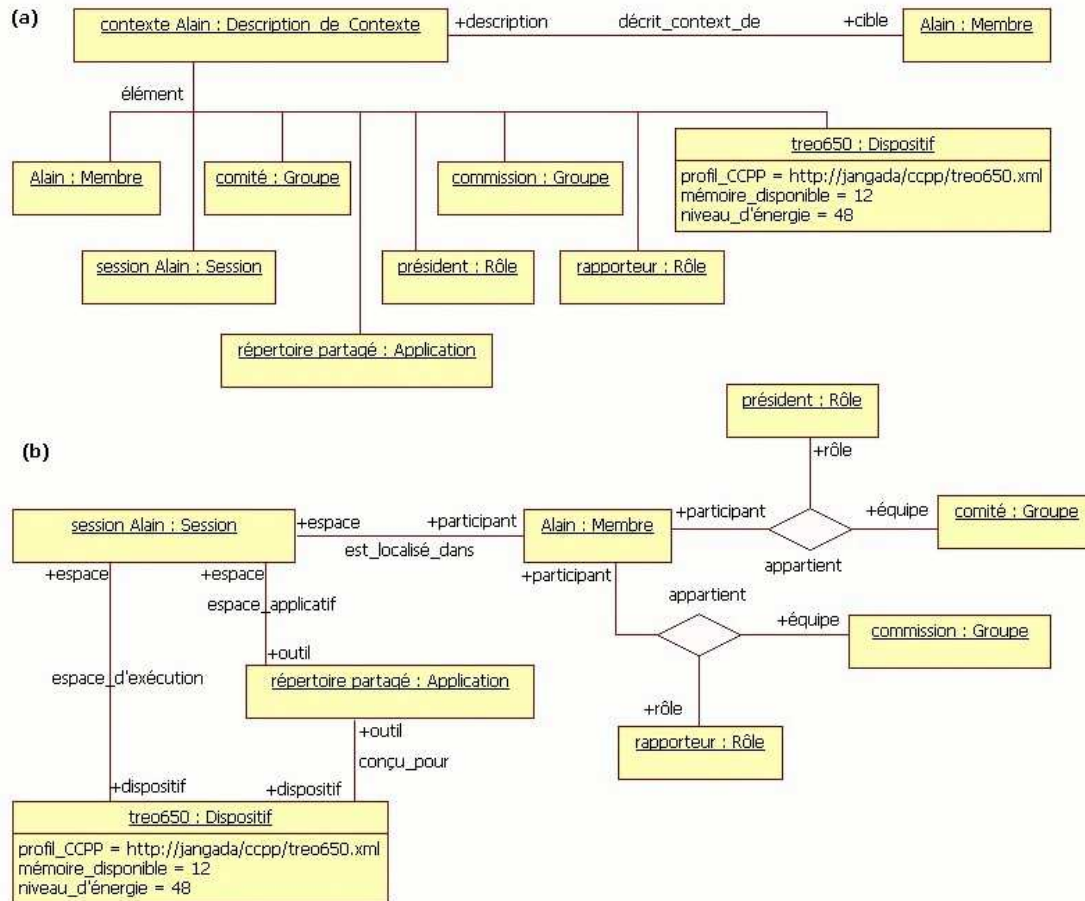 (a)
contexte Alain : Description_de_Contexte
+description
décrit_context_de
+cible
Alain : Membre
élément
Alain : Membre
comité : Groupe
commission : Groupe
treo650 : Dispositif
profil_CCPP = http://jangada/ccpp/treo650.xml
mémoire_disponible = 12
niveau_d'énergie = 48
session Alain : Session
président : Rôle
rapporteur : Rôle
répertoire partagé : Application
(b)
président : Rôle
+rôle
session Alain : Session
+espace
+participant
est_localisé_dans
Alain : Membre
+participant
+équipe
comité : Groupe
appartient
+espace
+espace
espace_applicatif
+participant
appartient
+équipe
commission : Groupe
+outil
espace_d'exécution
répertoire partagé : Application
+rôle
rapporteur : Rôle
+outil
conçu_pour
+dispositif
+dispositif
treo650 : Dispositif
profil_CCPP = http://jangada/ccpp/treo650.xml
mémoire_disponible = 12
niveau_d'énergie = 48